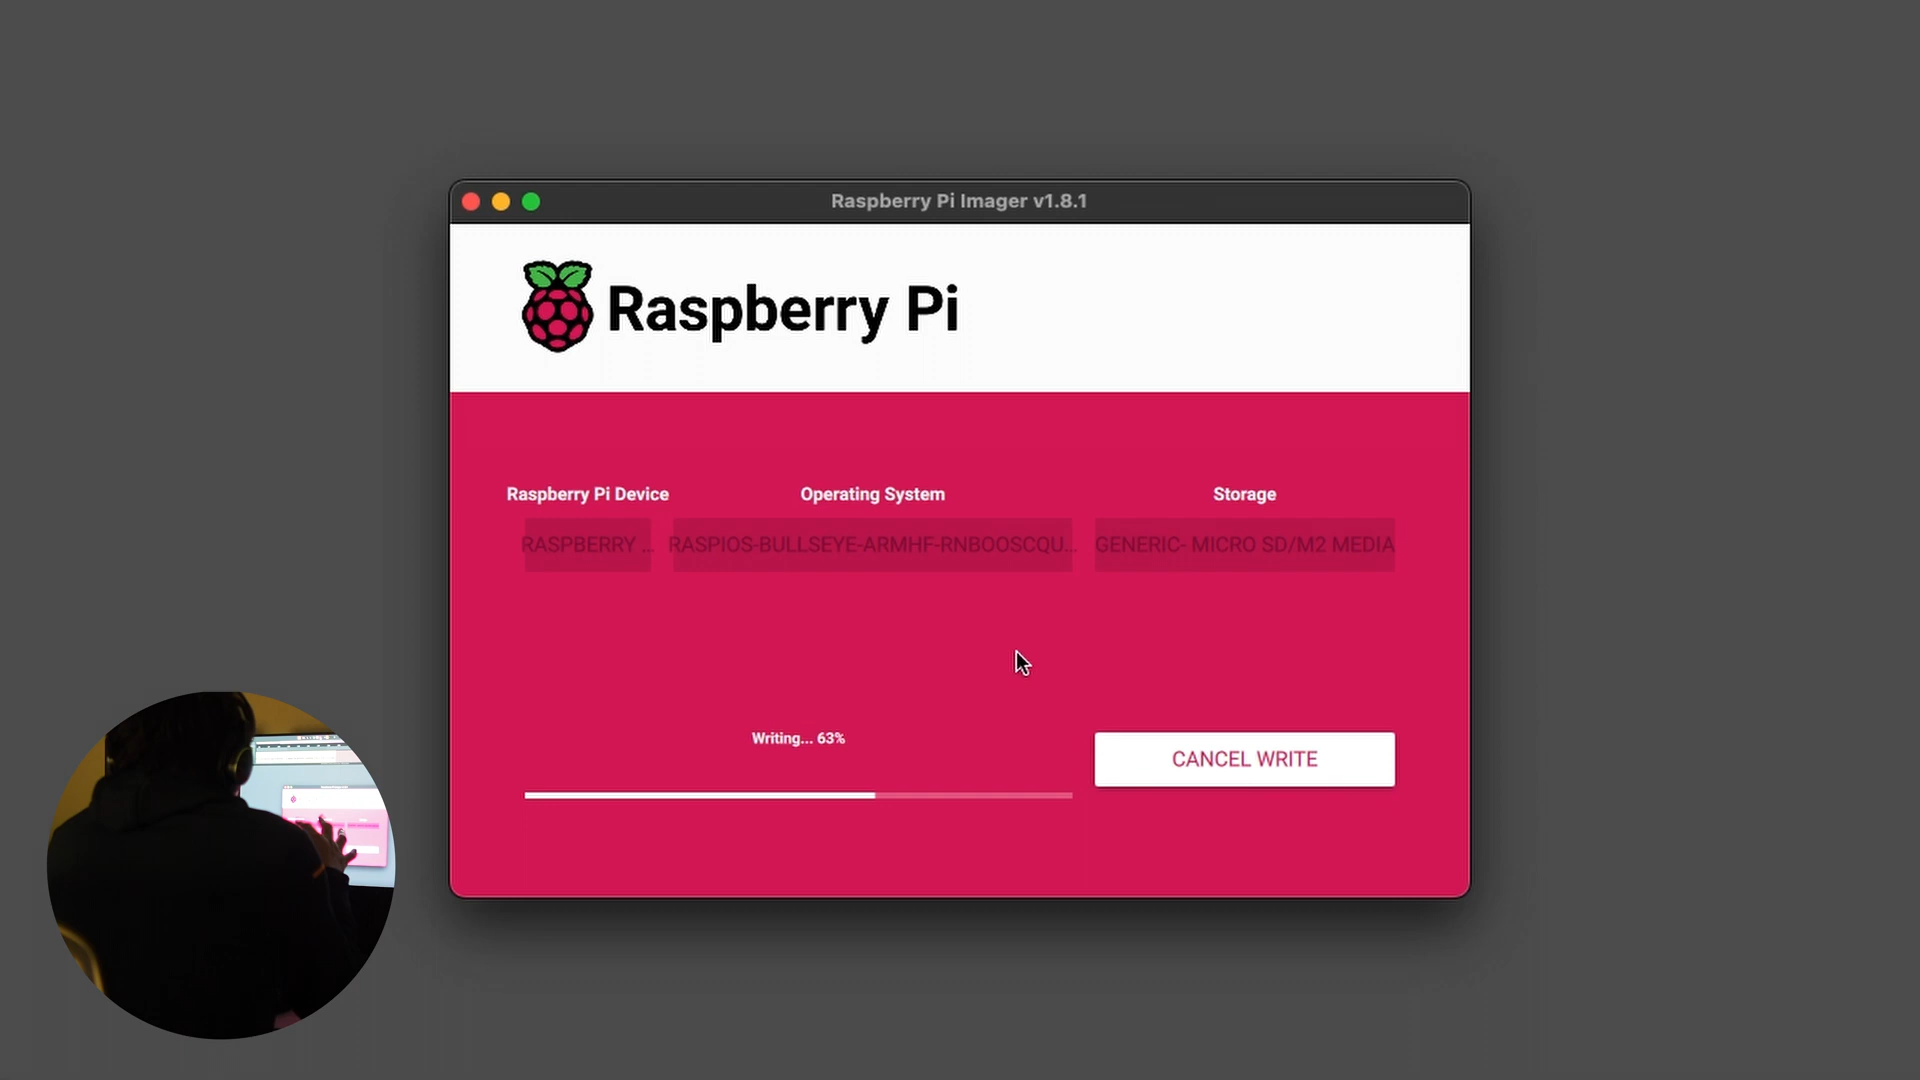 Raspberry Pi Imager v1.8.1
Raspberry Pi
Raspberry Pi Device
Operating System
Storage
RASPBERRY ...
RASPIOS-BULLSEYE-ARMHF-RNBOOSCQU...
GENERIC- MICRO SD/M2 MEDIA
Writing... 63%
CANCEL WRITE